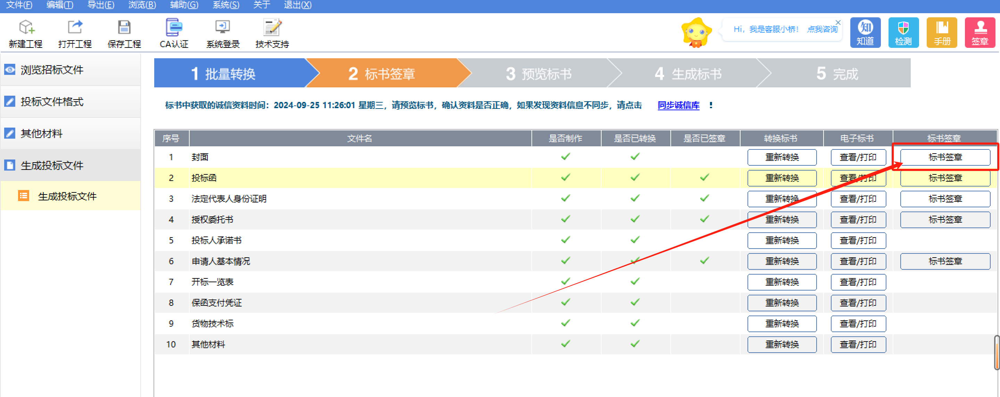 文件(F) 编辑(T) 导出(E) 浏览(B) 辅助(G) 系统(S) 关于 退出(X)
新建工程 打开工程 保存工程 CA认证 系统登录 技术支持
Hi，我是客服小桥！ 点我咨询
知
知道 检测 手册 签章
浏览招标文件
投标文件格式
其他材料
生成投标文件
生成投标文件
1 批量转换 2 标书签章 3 预览标书 4 生成标书 5 完成
标书中获取的诚信资料时间：2024-09-25 11:26:01 星期三，请预览标书，确认资料是否正确，如果发现资料信息不同步，请点击 同步诚信库 ！
序号 文件名 是否制作 是否已转换 是否已签章 转换标书 电子标书 标书签章
1 封面 重新转换 查看/打印 标书签章
2 投标函 重新转换 查看/打印 标书签章
3 法定代表人身份证明 重新转换 查看/打印 标书签章
4 授权委托书 重新转换 查看/打印 标书签章
5 投标人承诺书 重新转换 查看/打印
6 申请人基本情况 重新转换 查看/打印 标书签章
7 开标一览表 重新转换 查看/打印
8 保函支付凭证 重新转换 查看/打印
9 货物技术标 重新转换 查看/打印
10 其他材料 重新转换 查看/打印